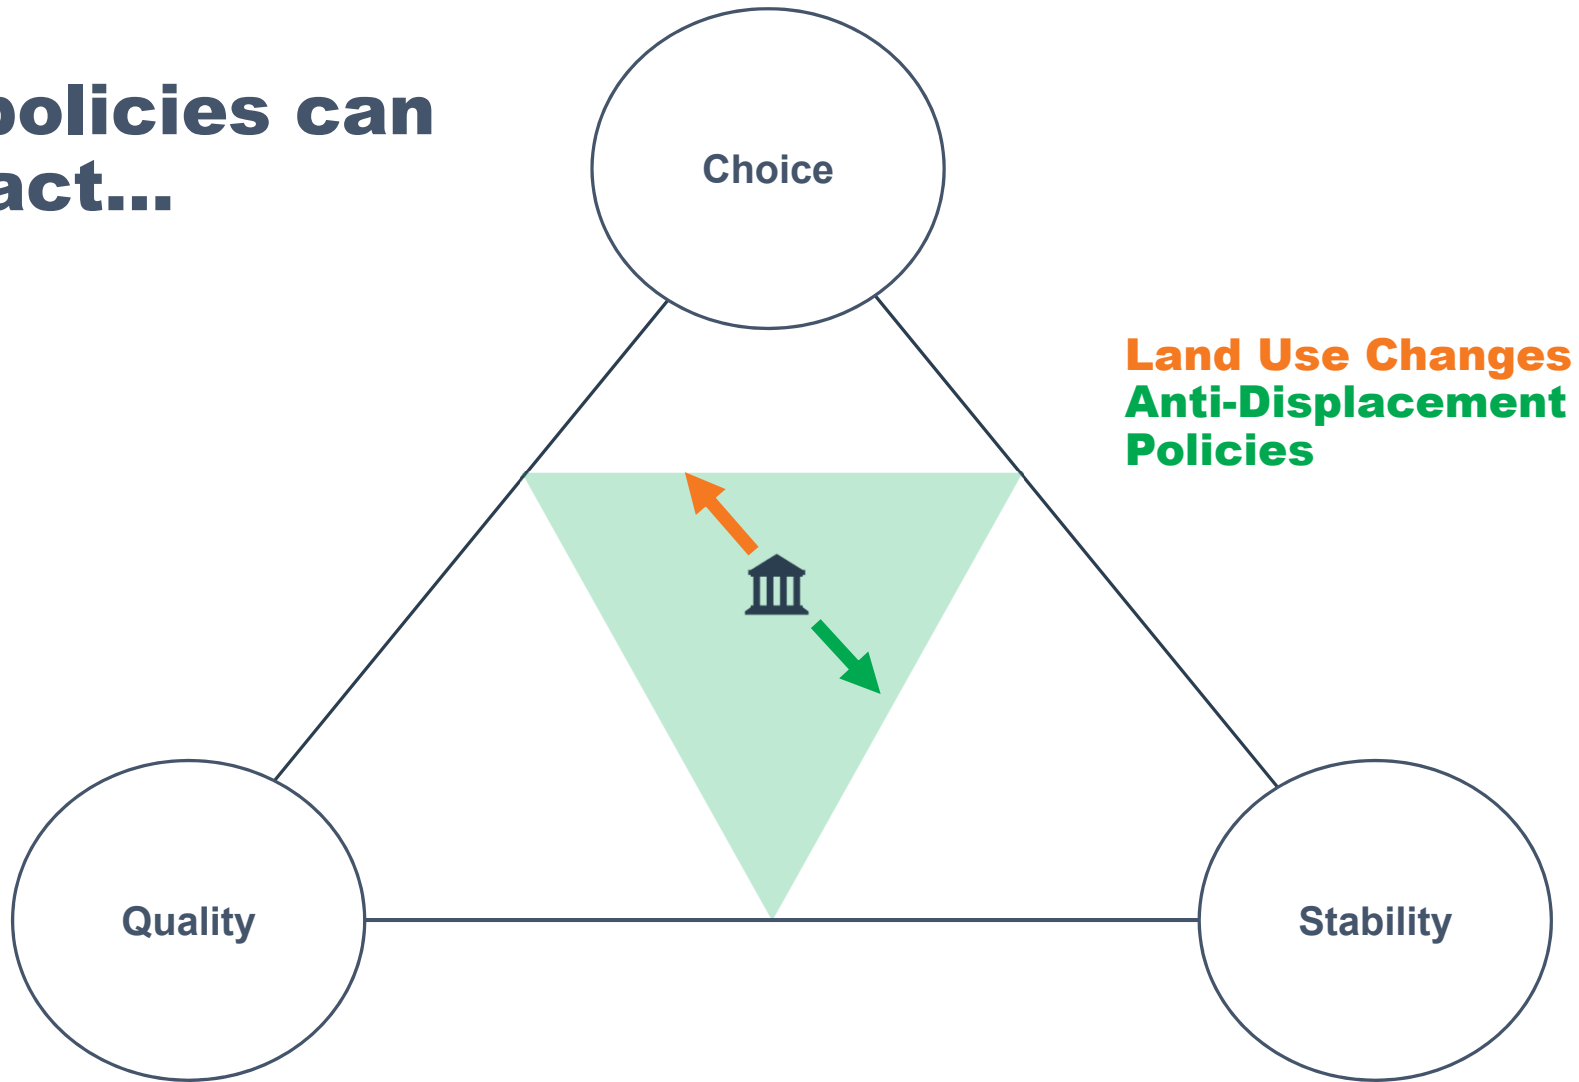 policies can
act...
Choice
Land Use Changes
Anti-Displacement
Policies
Quality
Stability